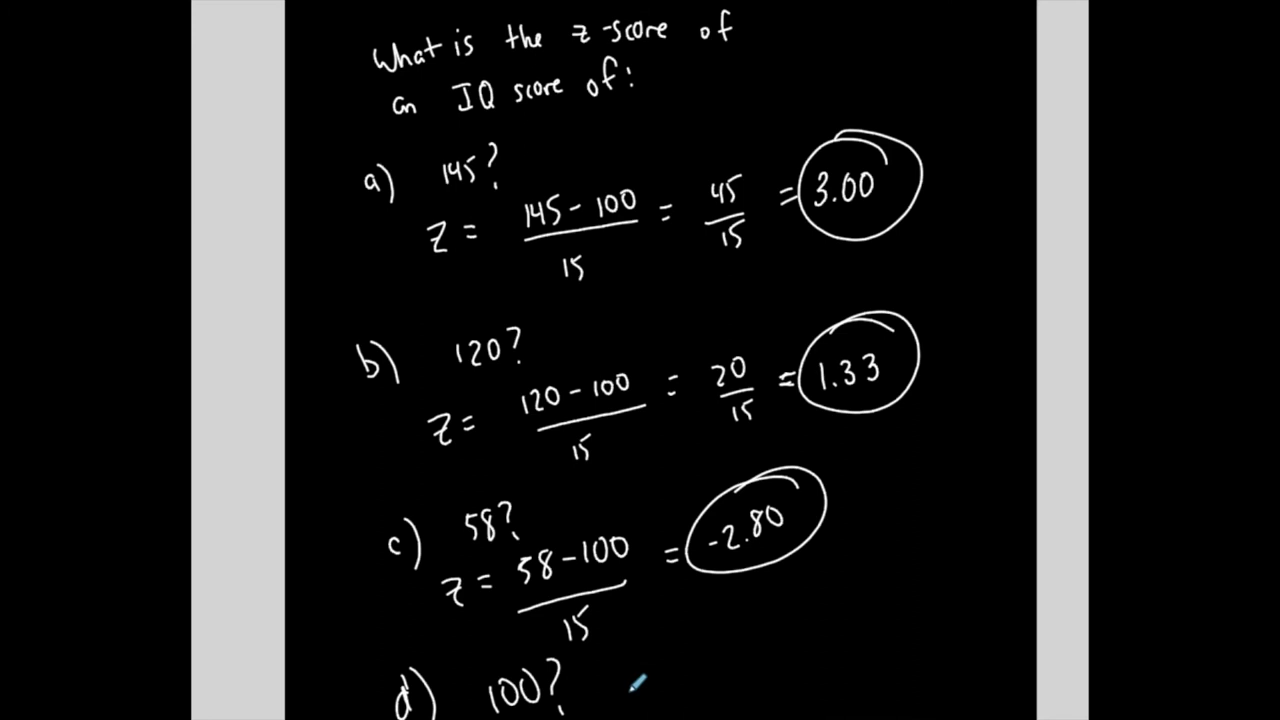 What is the z-score of
an IQ score of:
a) 145?
z = 145 - 100 / 15 = 45 / 15 = 3.00
b) 120?
z = 120 - 100 / 15 = 20 / 15 = 1.33
c) 58?
z = 58 - 100 / 15 = -2.80
d) 100?